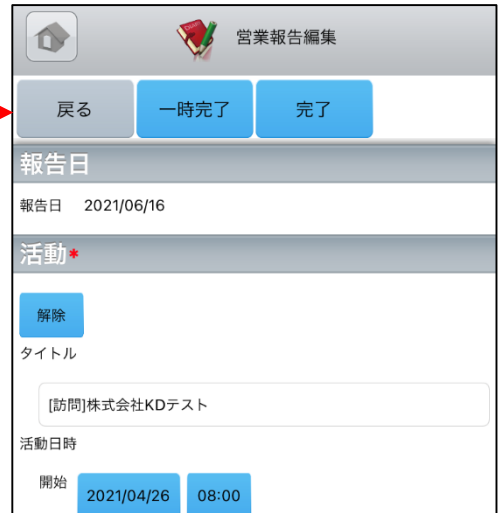 営業報告編集
戻る 一時完了 完了
報告日
報告日 2021/06/16
活動*
解除
タイトル
[訪問]株式会社KDテスト
活動日時
開始 2021/04/26 08:00